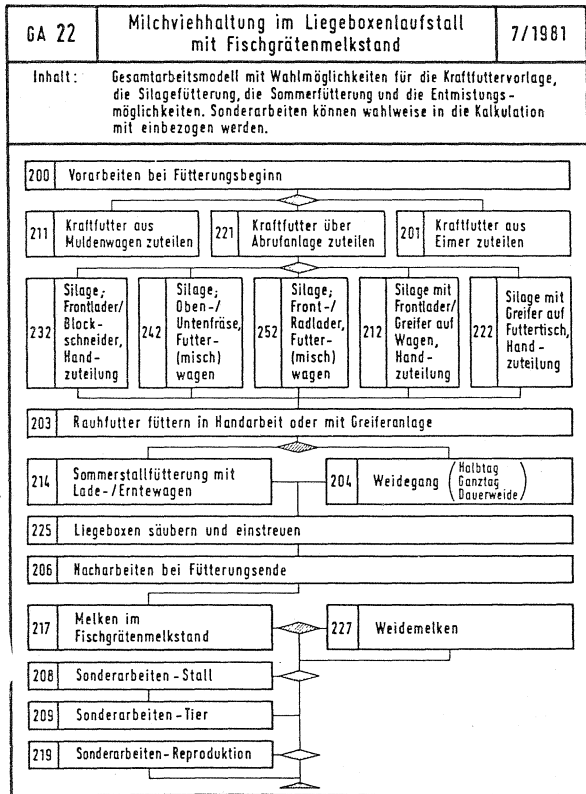 GA 22
Milchviehhaltung im Liegeboxenlaufstall
mit Fischgrätenmelkstand
7/1981
Inhalt: Gesamtarbeitsmodell mit Wahlmöglichkeiten für die Kraftfuttervorlage,
die Silagefütterung, die Sommerfütterung und die Entmistungs-
möglichkeiten. Sonderarbeiten können wahlweise in die Kalkulation
mit einbezogen werden.
200 Vorarbeiten bei Fütterungsbeginn
211 Kraftfutter aus
Muldenwagen zuteilen
221 Kraftfutter über
Abrufanlage zuteilen
201 Kraftfutter aus
Eimer zuteilen
232 Silage;
Frontlader/
Block-
schneider,
Hand-
zuteilung
242 Silage;
Oben-/
Untenfräse,
Futter-
(misch)
wagen
252 Silage;
Front-/
Radlader,
Futter-
(misch)
wagen
212 Silage mit
Frontlader/
Greifer auf
Wagen,
Hand-
zuteilung
222 Silage mit
Greifer auf
Futtertisch,
Hand-
zuteilung
203 Rauhfutter füttern in Handarbeit oder mit Greiferanlage
214 Sommerstallfütterung mit
Lade-/Erntewagen
204 Weidegang (Halbtag
Ganztag
Dauerweide)
225 Liegeboxen säubern und einstreuen
206 Nacharbeiten bei Fütterungsende
217 Melken im
Fischgrätenmelkstand
227 Weidemelken
208 Sonderarbeiten-Stall
209 Sonderarbeiten-Tier
219 Sonderarbeiten-Reproduktion